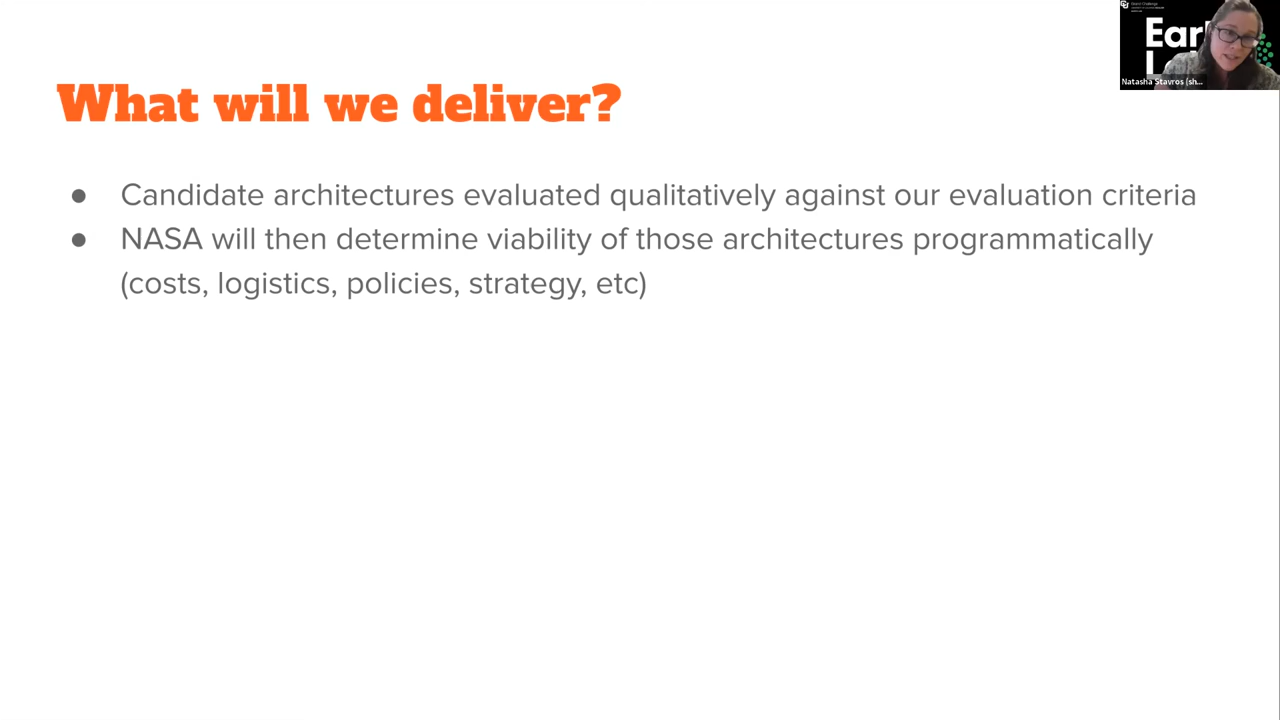 What will we deliver?
● Candidate architectures evaluated qualitatively against our evaluation criteria
● NASA will then determine viability of those architectures programmatically
(costs, logistics, policies, strategy, etc)
Natasha Stavros (sh...